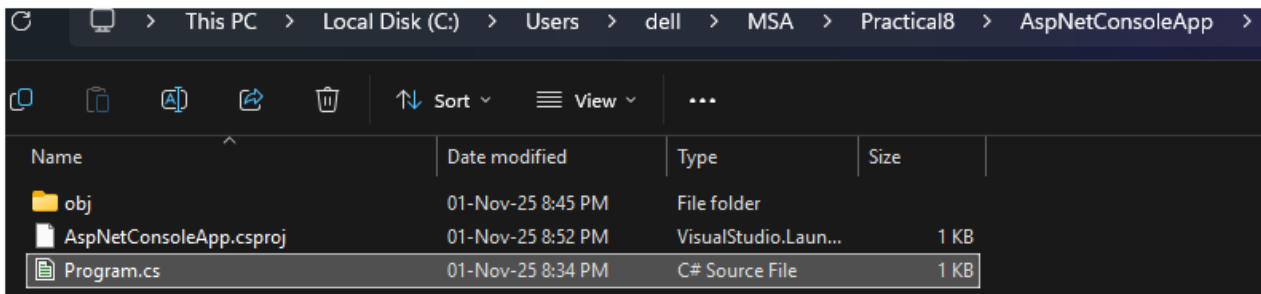 > This PC > Local Disk (C:) > Users > dell > MSA > Practical8 > AspNetConsoleApp >
Sort View ...
Name Date modified Type Size
obj 01-Nov-25 8:45 PM File folder
AspNetConsoleApp.csproj 01-Nov-25 8:52 PM VisualStudio.Laun... 1 KB
Program.cs 01-Nov-25 8:34 PM C# Source File 1 KB